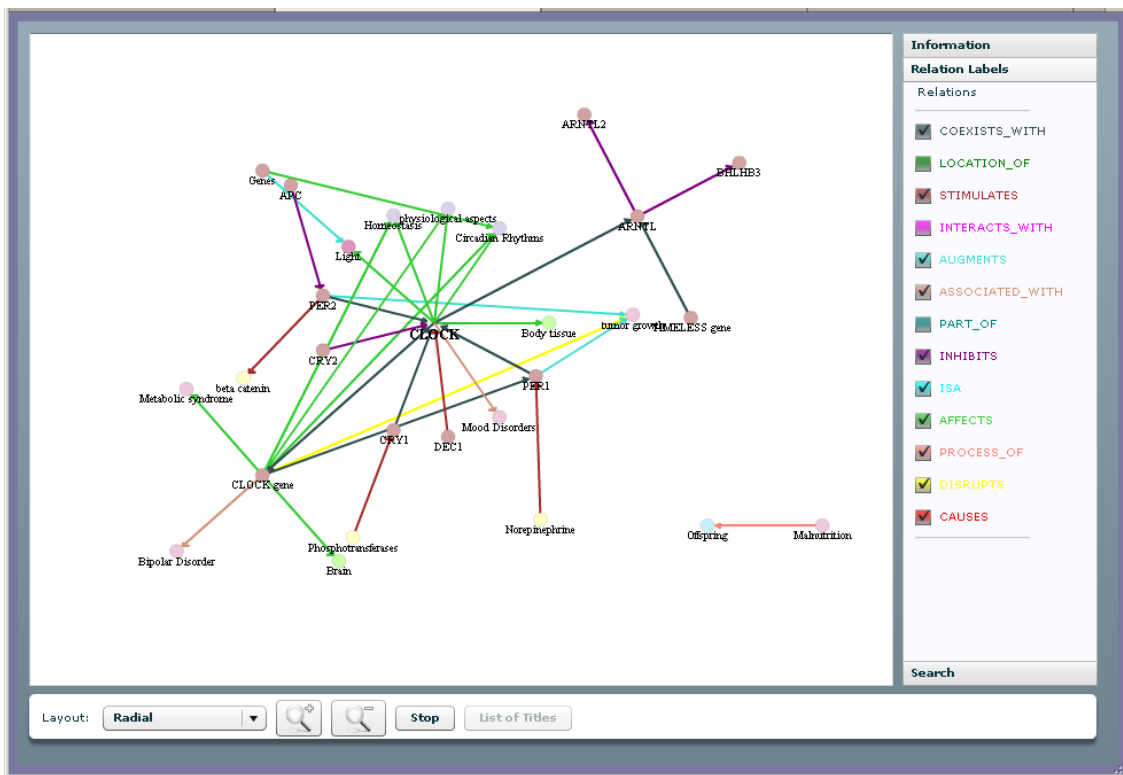 Information
Relation Labels
Relations
COEXISTS_WITH
LOCATION_OF
STIMULATES
INTERACTS_WITH
AUGMENTS
ASSOCIATED_WITH
PART_OF
INHIBITS
ISA
AFFECTS
PROCESS_OF
DISRUPTS
CAUSES
Search
ARNTL2
BHLHB3
Genes
APC
physiological aspects
Homeostasis
ARNTL
Circadian Rhythms
Light
PER2
tumor growth
TIMELESS gene
CLOCK
Body tissue
CRY2
beta catenin
PER1
Metabolic syndrome
Mood Disorders
CRY1
DEC1
CLOCK gene
Norepinephrine
Offspring
Malnutrition
Phosphotransferases
Bipolar Disorder
Brain
Layout:
Radial
Stop
List of Titles